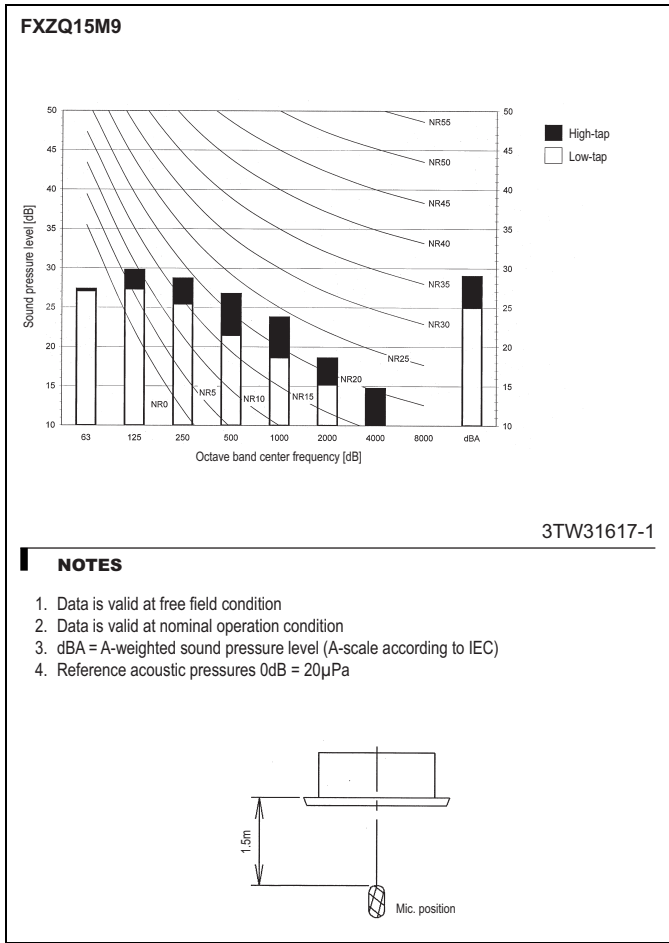 FXZQ15M9
50
45
40
35
30
25
20
15
10
Sound pressure level [dB]
50
45
40
35
30
25
20
15
10
NR55
NR50
NR45
NR40
NR35
NR30
NR25
NR20
NR15
NR10
NR5
NR0
High-tap
Low-tap
63 125 250 500 1000 2000 4000 8000 dBA
Octave band center frequency [dB]
3TW31617-1
NOTES
1. Data is valid at free field condition
2. Data is valid at nominal operation condition
3. dBA = A-weighted sound pressure level (A-scale according to IEC)
4. Reference acoustic pressures 0dB = 20µPa
1.5m
Mic. position